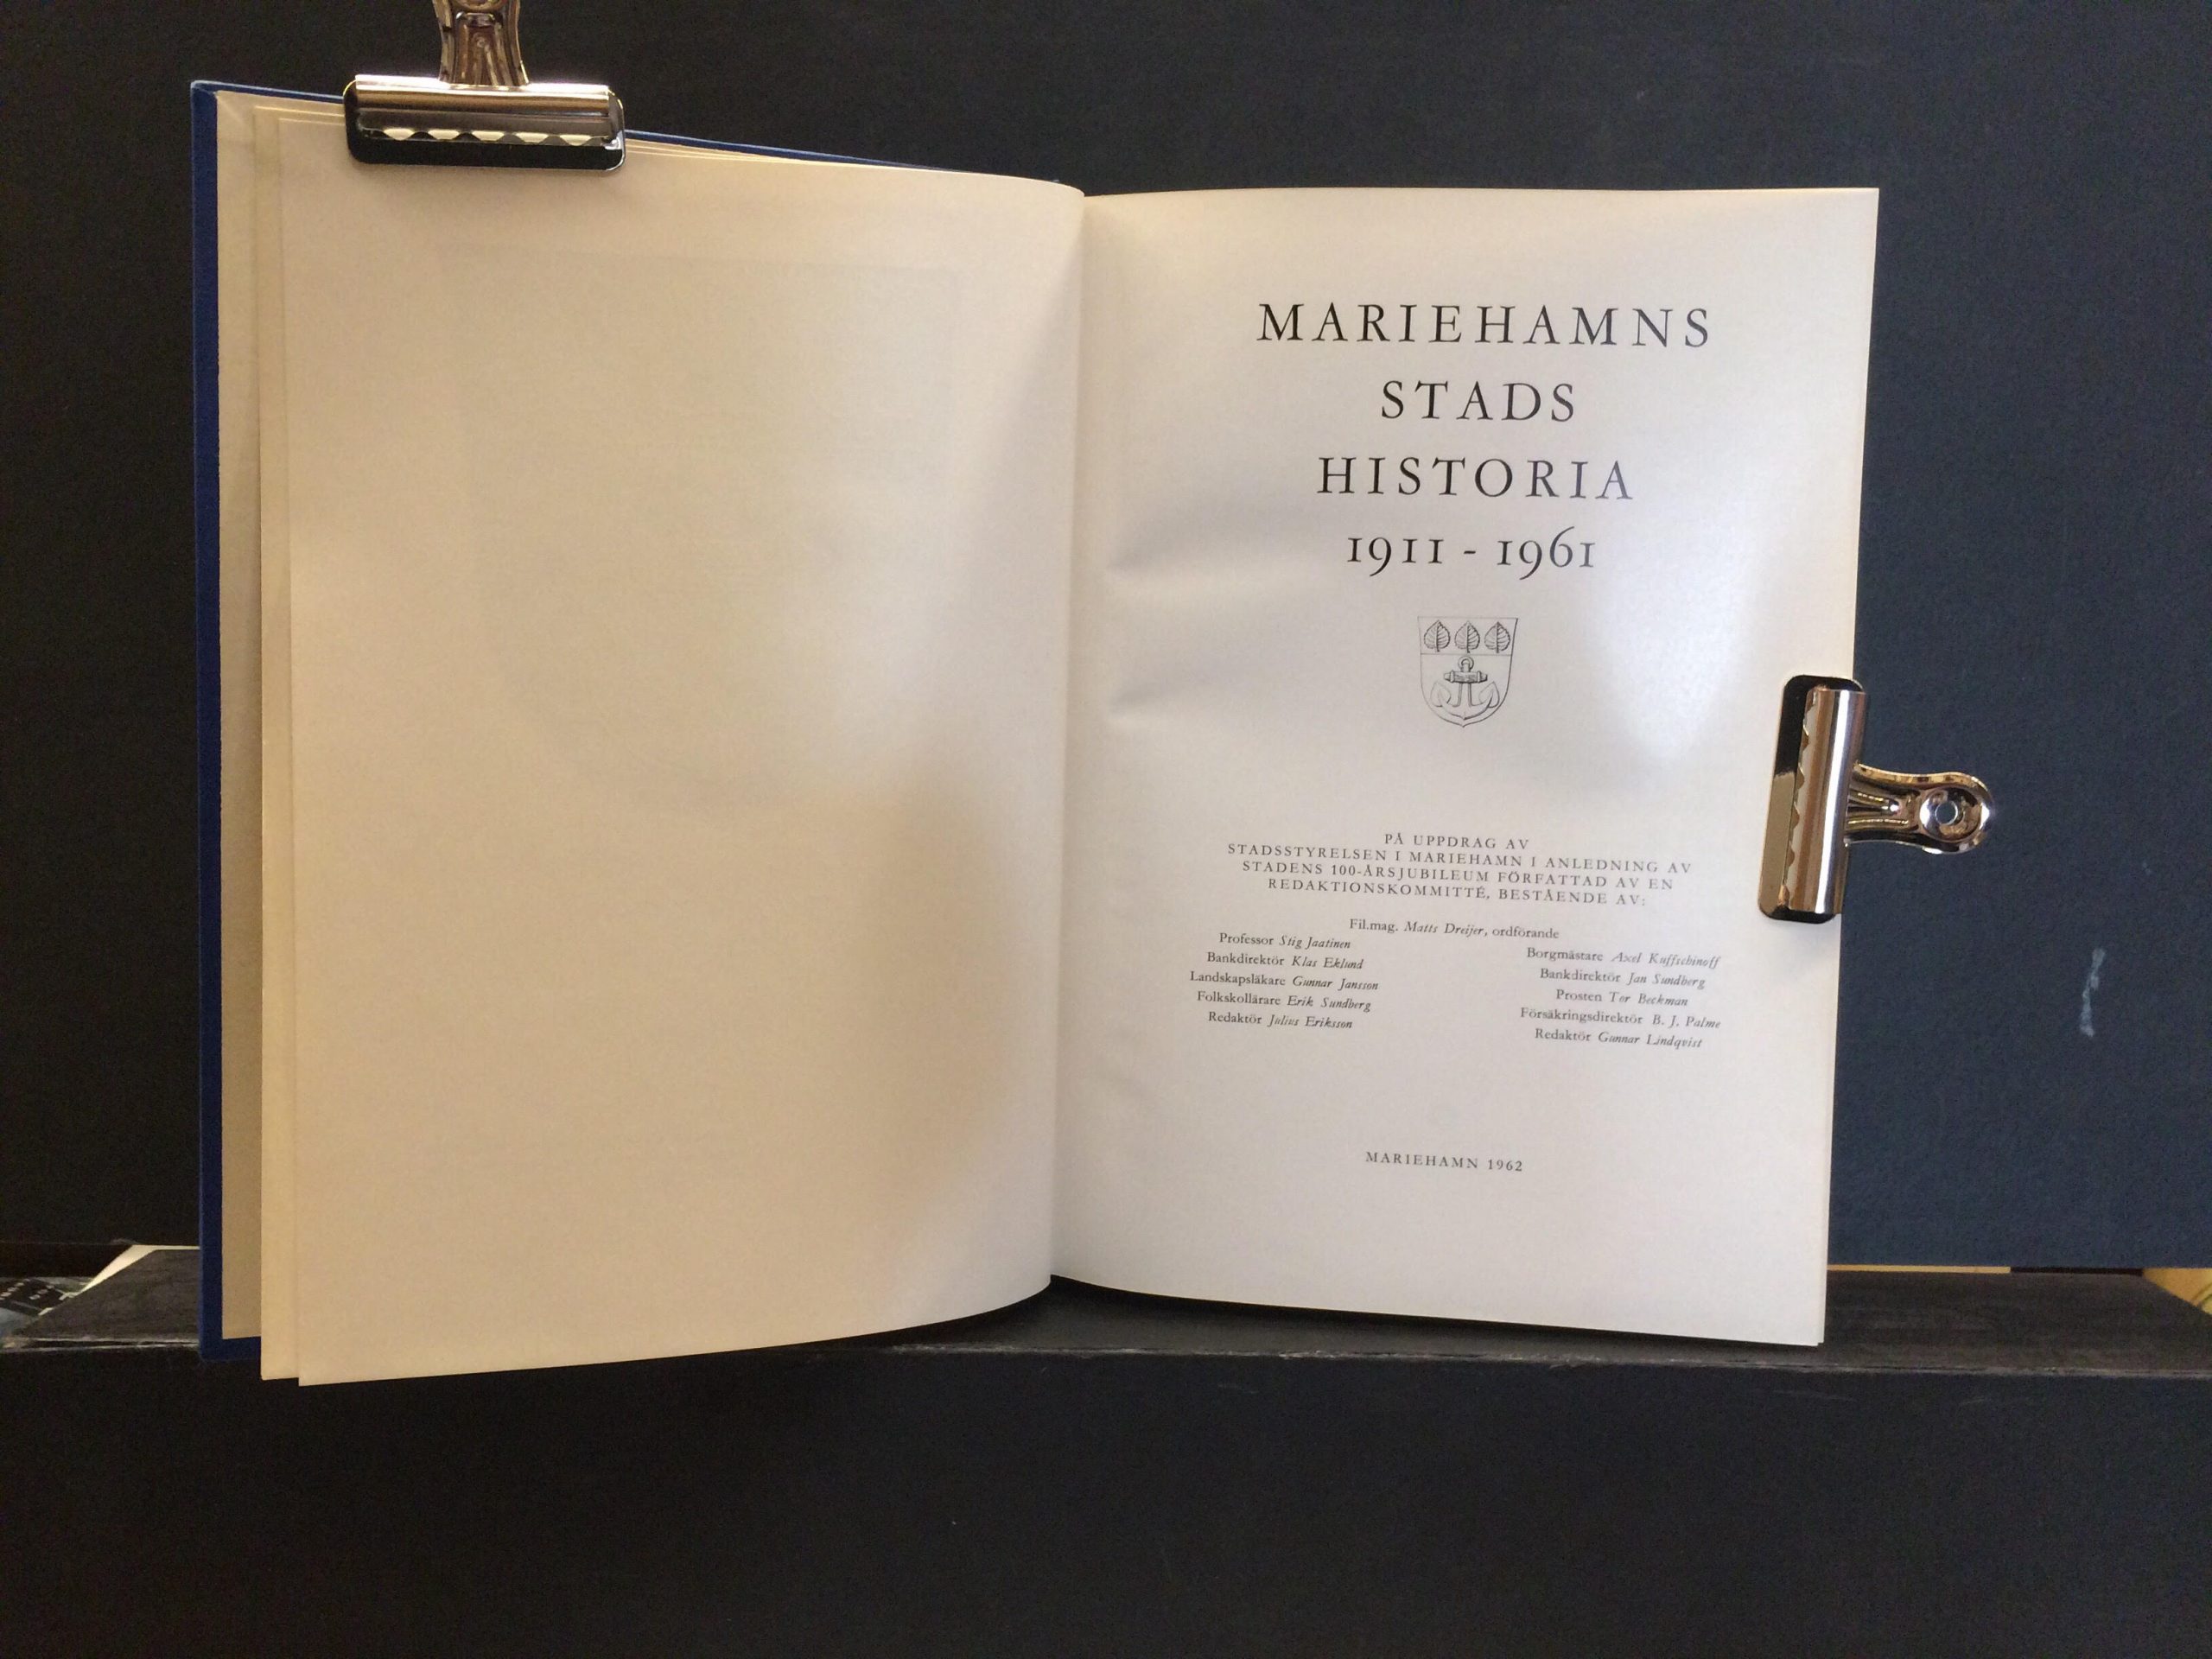 MARIEHAMNS
STADS
HISTORIA
1911 - 1961
PÅ UPPDRAG AV
STADSSTYRELSEN I MARIEHAMN I ANLEDNING AV
STADENS 100-ÅRSJUBILEUM FÖRFATTAD AV EN
REDAKTIONSKOMMITTÉ, BESTÅENDE AV:
Fil.mag. Matts Dreijer, ordförande
Professor Stig Jaatinen
Bankdirektör Klas Eklund
Landskapsläkare Gunnar Jansson
Folkskollärare Erik Sundberg
Redaktör Julius Eriksson
Borgmästare Axel Kuffschinoff
Bankdirektör Jan Sundberg
Prosten Tor Beckman
Försäkringsdirektör B. J. Palme
Redaktör Gunnar Lindqvist
MARIEHAMN 1962